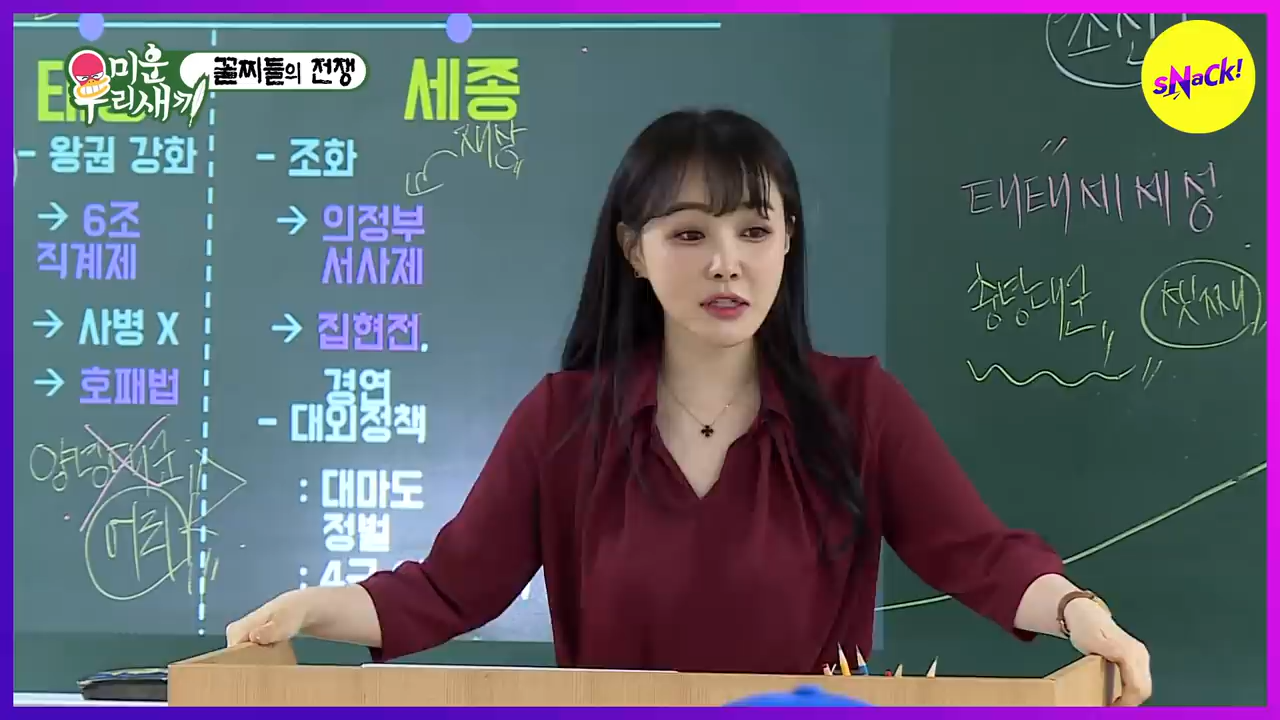 미운
우리새끼
꼴찌들의 전쟁
sNaCk!
- 왕권 강화
→ 6조
직계제
→ 사병 X
→ 호패법
어리
세종
재상
- 조화
→ 의정부
서사제
→ 집현전,
경연
- 대외정책
: 대마도
정벌
: 4군
태태세세성
충녕대군
첫째